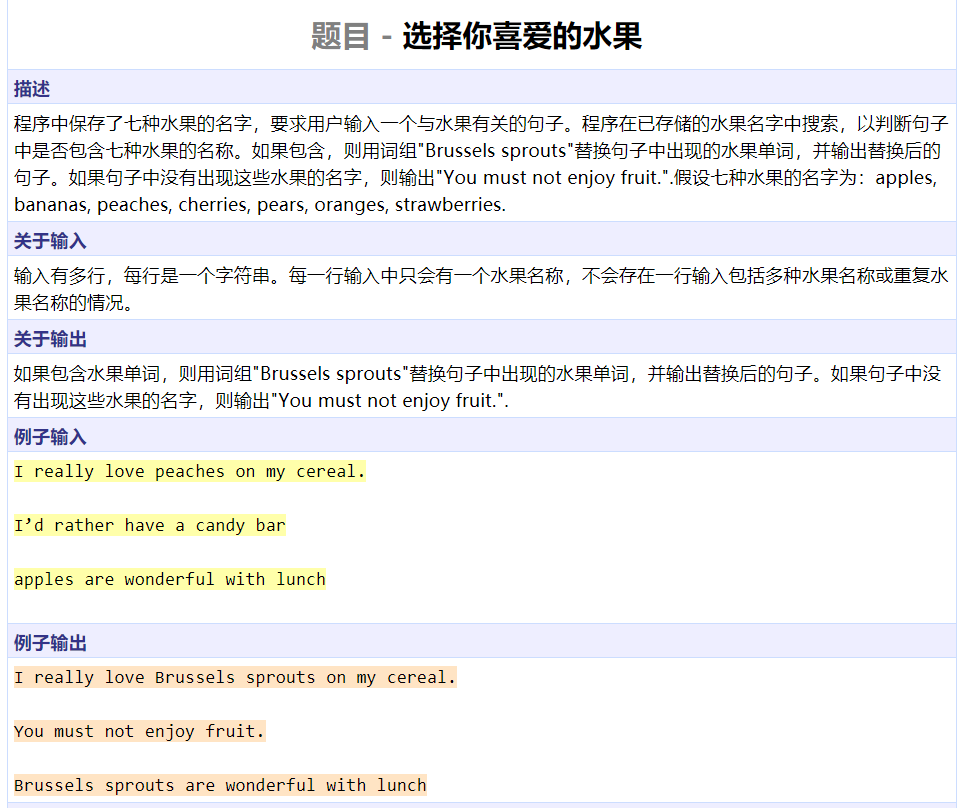 题目 - 选择你喜爱的水果
描述
程序中保存了七种水果的名字，要求用户输入一个与水果有关的句子。程序在已存储的水果名字中搜索，以判断句子
中是否包含七种水果的名称。如果包含，则用词组"Brussels sprouts"替换句子中出现的水果单词，并输出替换后的
句子。如果句子中没有出现这些水果的名字，则输出"You must not enjoy fruit.".假设七种水果的名字为：apples,
bananas, peaches, cherries, pears, oranges, strawberries.
关于输入
输入有多行，每行是一个字符串。每一行输入中只会有一个水果名称，不会存在一行输入包括多种水果名称或重复水
果名称的情况。
关于输出
如果包含水果单词，则用词组"Brussels sprouts"替换句子中出现的水果单词，并输出替换后的句子。如果句子中没
有出现这些水果的名字，则输出"You must not enjoy fruit.".
例子输入
I really love peaches on my cereal.
I’d rather have a candy bar
apples are wonderful with lunch
例子输出
I really love Brussels sprouts on my cereal.
You must not enjoy fruit.
Brussels sprouts are wonderful with lunch